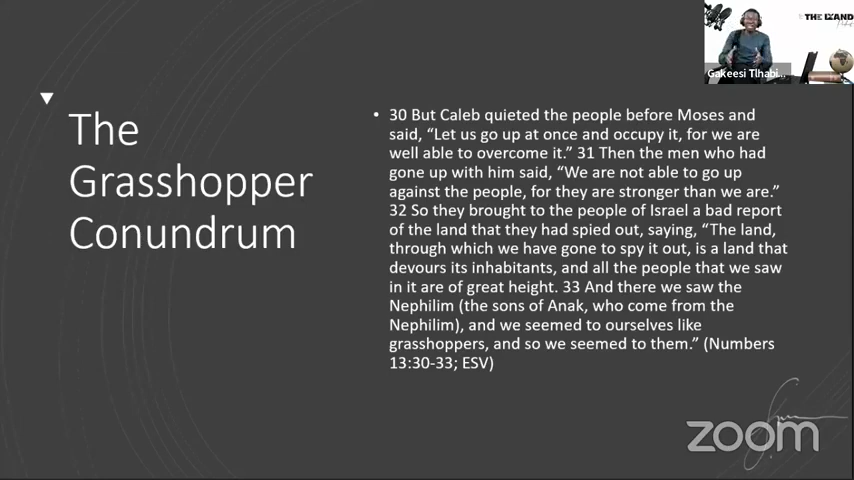 THE LAND
Gakeesi Tlhabi...
The
Grasshopper
Conundrum
• 30 But Caleb quieted the people before Moses and
said, “Let us go up at once and occupy it, for we are
well able to overcome it.” 31 Then the men who had
gone up with him said, “We are not able to go up
against the people, for they are stronger than we are.”
32 So they brought to the people of Israel a bad report
of the land that they had spied out, saying, “The land,
through which we have gone to spy it out, is a land that
devours its inhabitants, and all the people that we saw
in it are of great height. 33 And there we saw the
Nephilim (the sons of Anak, who come from the
Nephilim), and we seemed to ourselves like
grasshoppers, and so we seemed to them.” (Numbers
13:30-33; ESV)
zoom